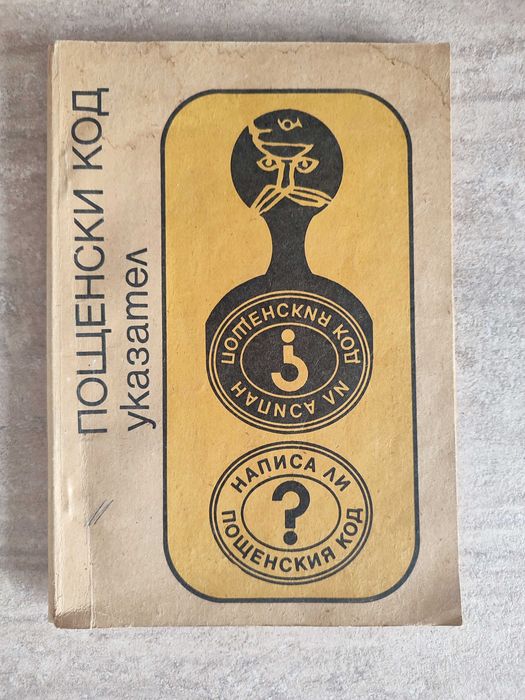 ПОЩЕНСКИ КОД
указател
НАПИСА ЛИ
ПОЩЕНСКИЯ КОД
?
НАПИСА ЛИ
ПОЩЕНСКИЯ КОД
?